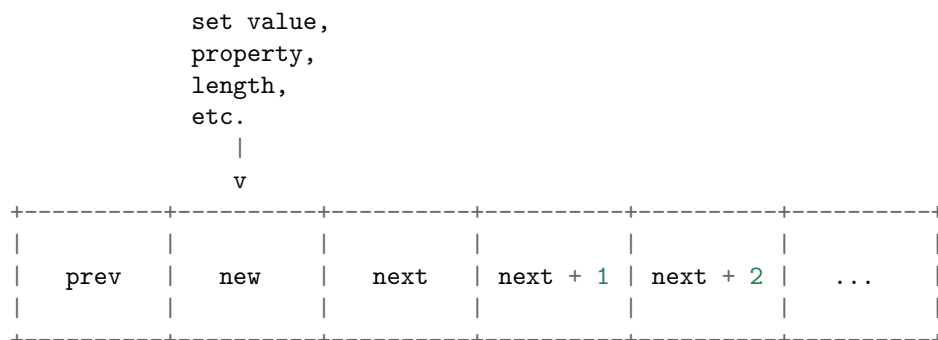 set value,
property,
length,
etc.
|
v
+---------+---------+---------+---------+---------+---------+
| | | | | | |
| prev | new | next | next + 1 | next + 2 | ... |
| | | | | | |
+---------+---------+---------+---------+---------+---------+